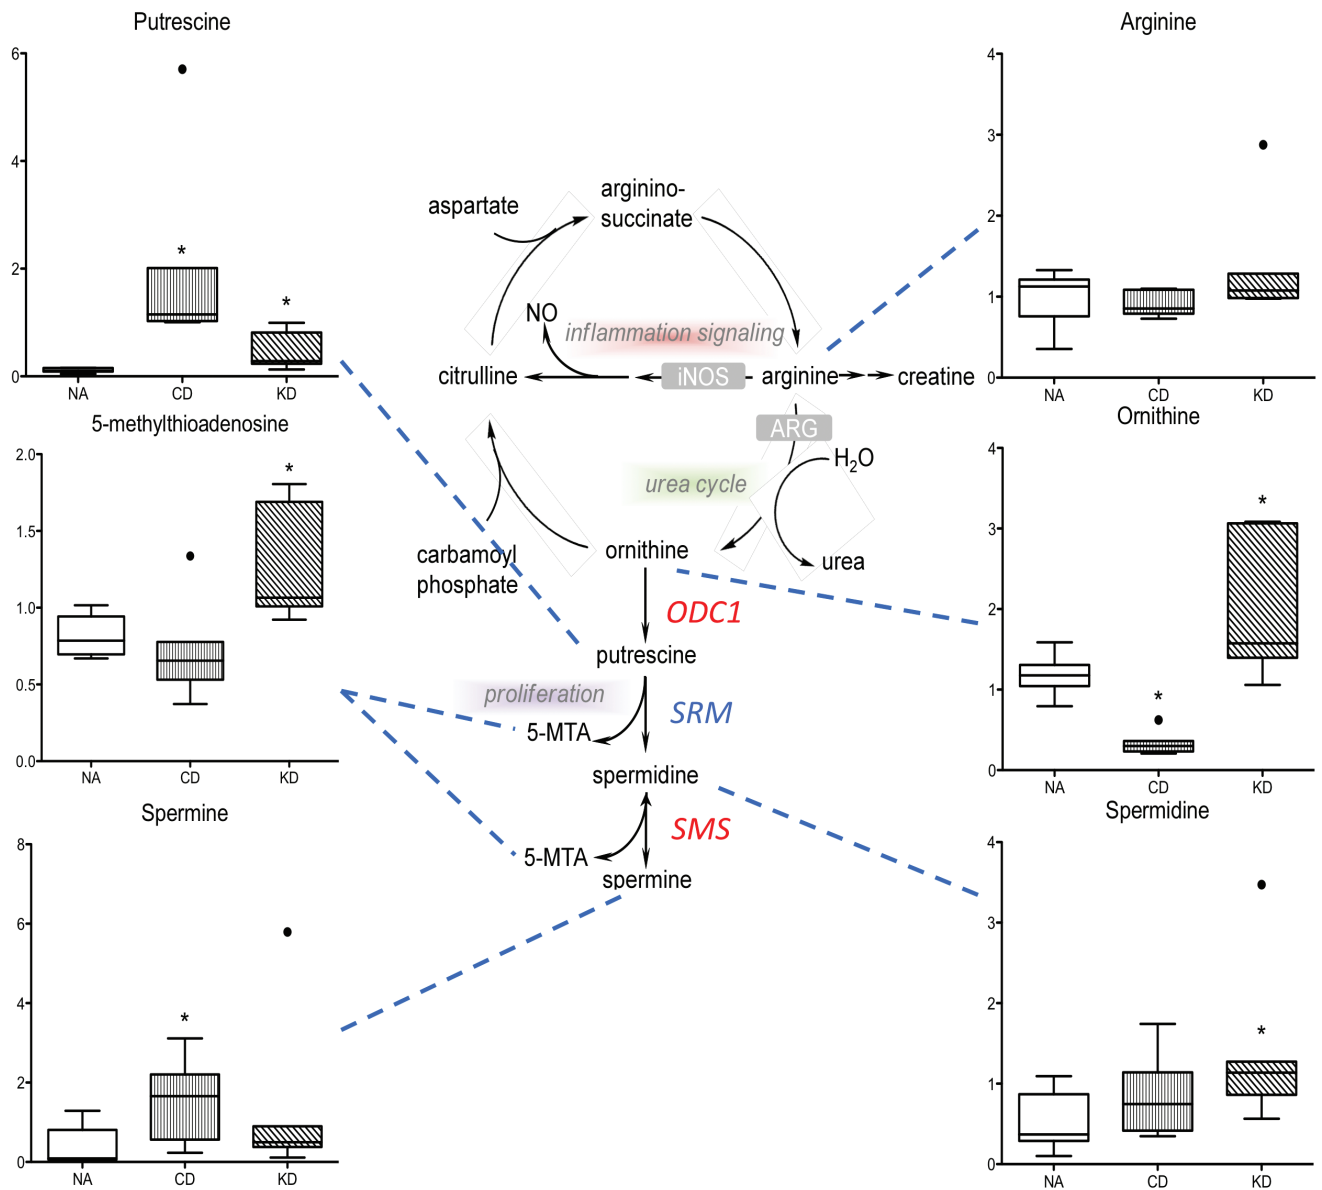 Putrescine
6
4
2
0
*
*
NA
CD
KD
5-methylthioadenosine
2.0
1.5
1.0
0.5
0.0
*
NA
CD
KD
Spermine
8
6
4
2
0
*
NA
CD
KD
aspartate
arginino-
succinate
NO
inflammation signaling
citrulline
iNOS
arginine
creatine
ARG
H₂O
urea cycle
carbamoyl
phosphate
ornithine
urea
ODC1
putrescine
proliferation
SRM
5-MTA
spermidine
SMS
5-MTA
spermine
Arginine
4
3
2
1
0
NA
CD
KD
Ornithine
4
3
2
1
0
*
*
NA
CD
KD
Spermidine
4
3
2
1
0
*
NA
CD
KD